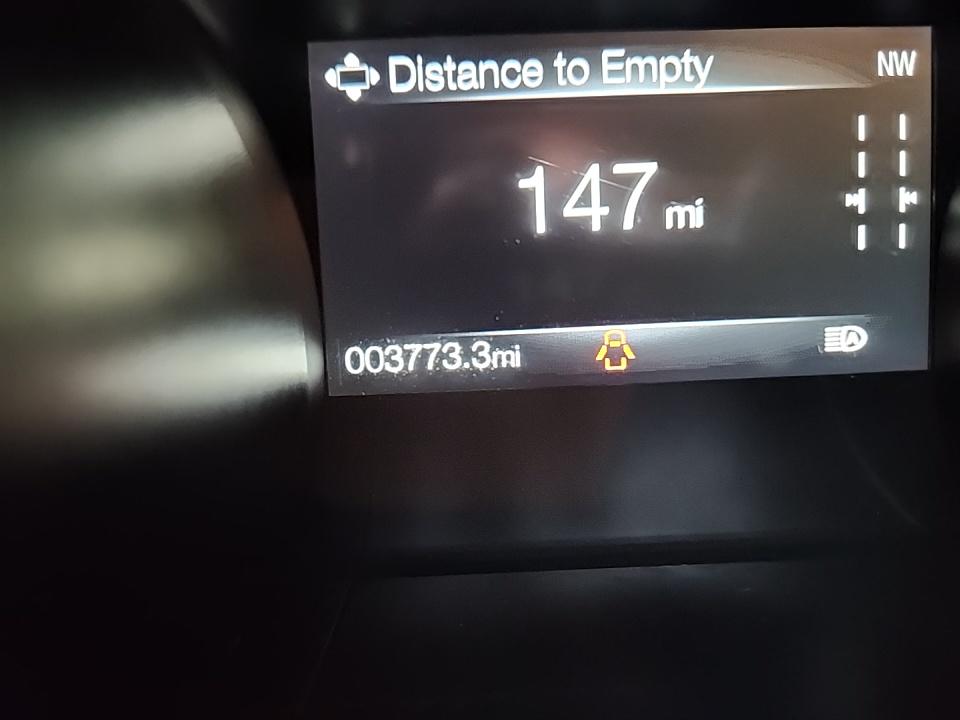 Distance to Empty NW
147 mi
003773.3mi A